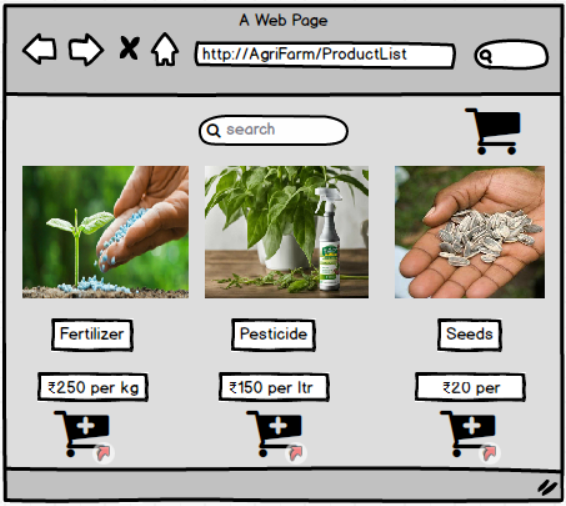 A Web Page
http://AgriFarm/ProductList
search
Fertilizer
Pesticide
Seeds
₹250 per kg
₹150 per ltr
₹20 per